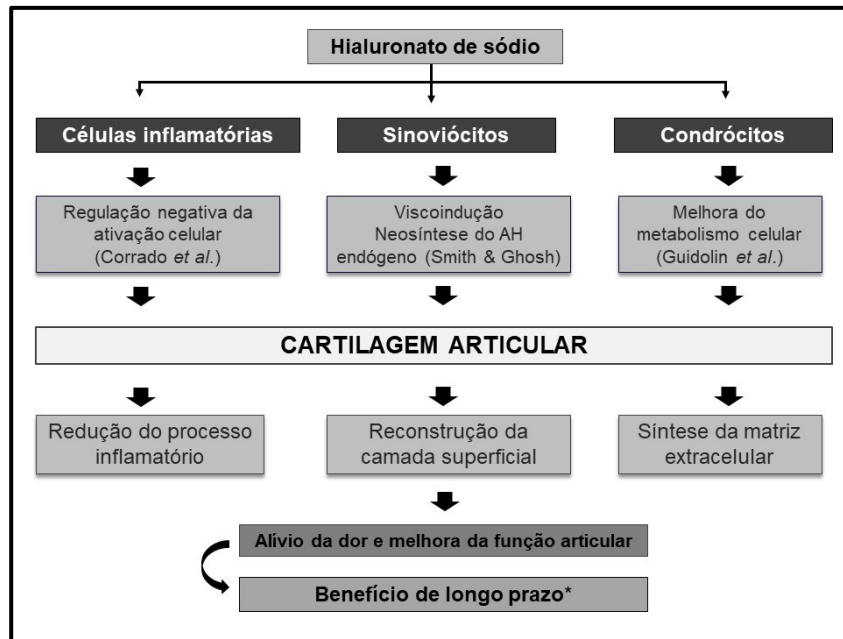 Hialuronato de sódio
Células inflamatórias
Sinoviócitos
Condrócitos
Regulação negativa da
ativação celular
(Corrado et al.)
Viscoindução
Neosíntese do AH
endógeno (Smith & Ghosh)
Melhora do
metabolismo celular
(Guidolin et al.)
CARTILAGEM ARTICULAR
Redução do processo
inflamatório
Reconstrução da
camada superficial
Síntese da matriz
extracelular
Alívio da dor e melhora da função articular
Benefício de longo prazo*